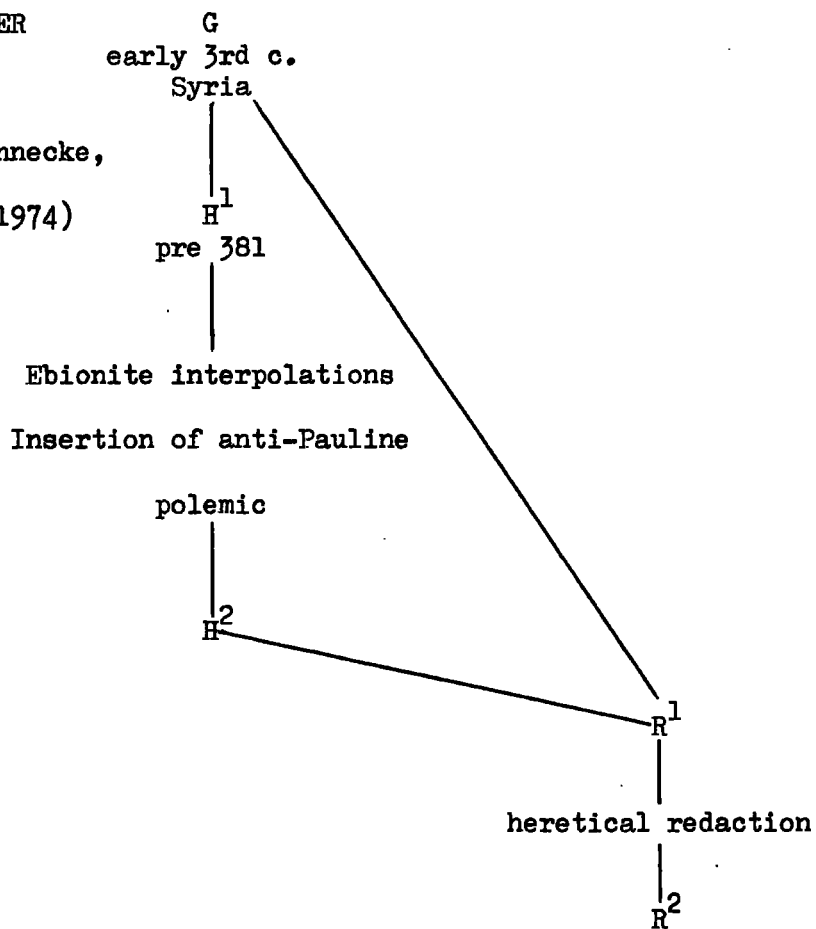 ER
G
early 3rd c.
Syria
nnecke,
1974)
H¹
pre 381
Ebionite interpolations
Insertion of anti-Pauline
polemic
H²
R¹
heretical redaction
R²